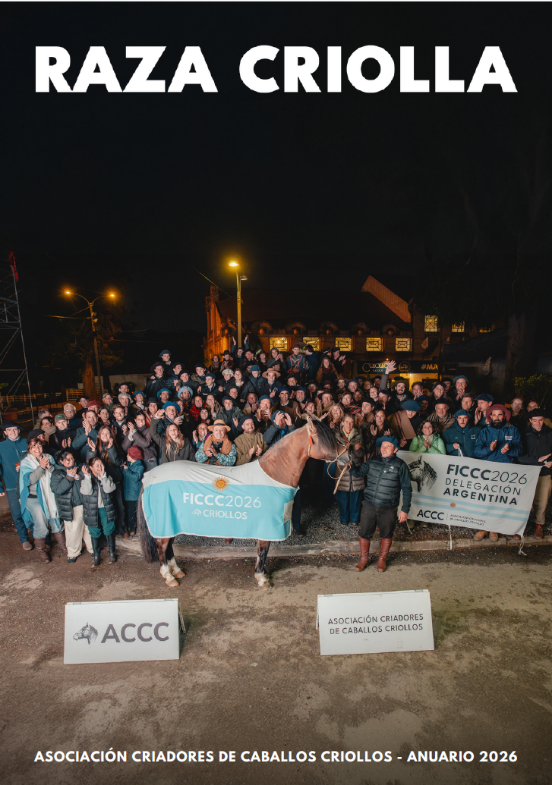 RAZA CRIOLLA
FICCC2026
CRIOLLOS
FICCC2026
DELEGACIÓN
ARGENTINA
ACCC
ACCC
ASOCIACIÓN CRIADORES
DE CABALLOS CRIOLLOS
ASOCIACIÓN CRIADORES DE CABALLOS CRIOLLOS - ANUARIO 2026